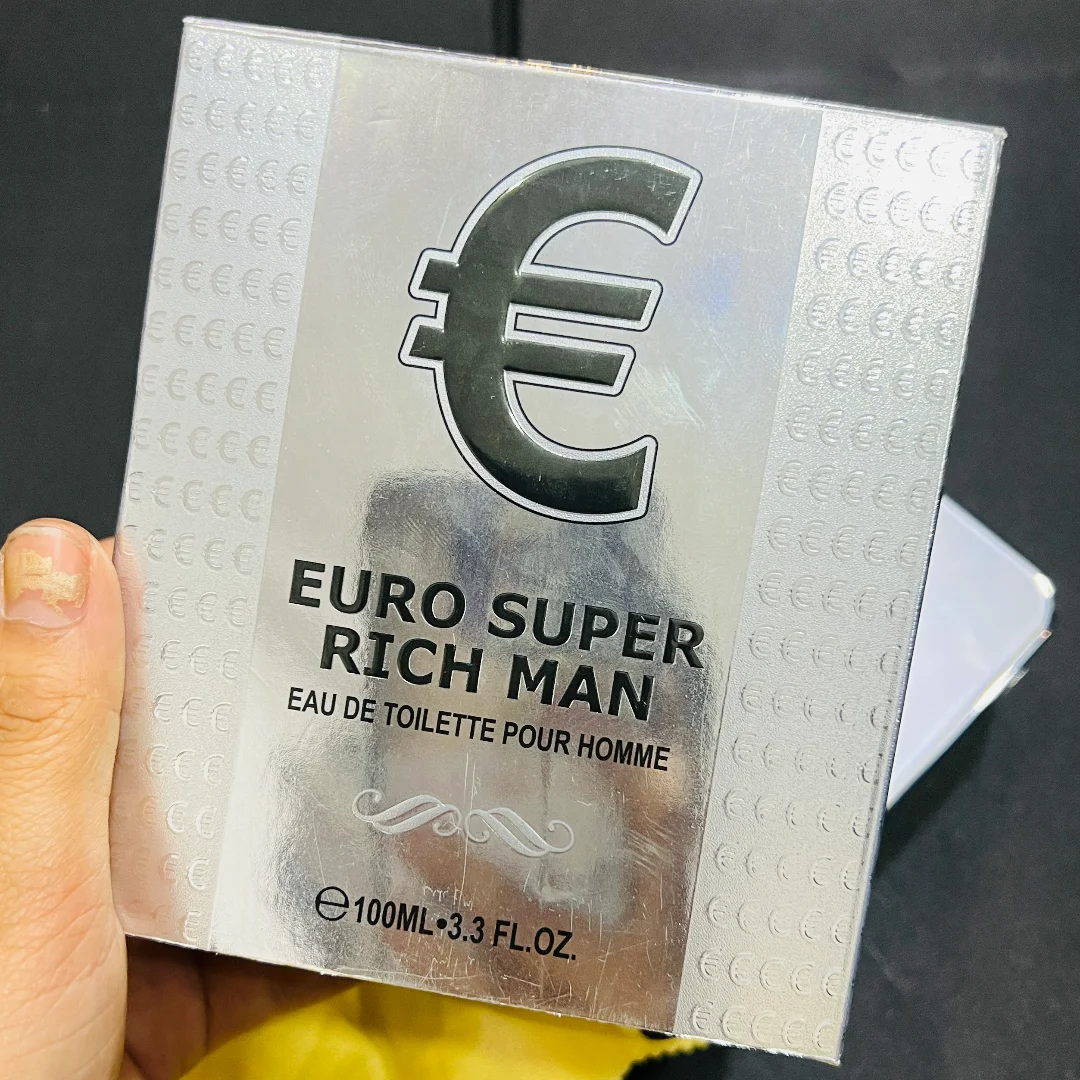 €
EURO SUPER
RICH MAN
EAU DE TOILETTE POUR HOMME
℮100ML•3.3 FL.OZ.